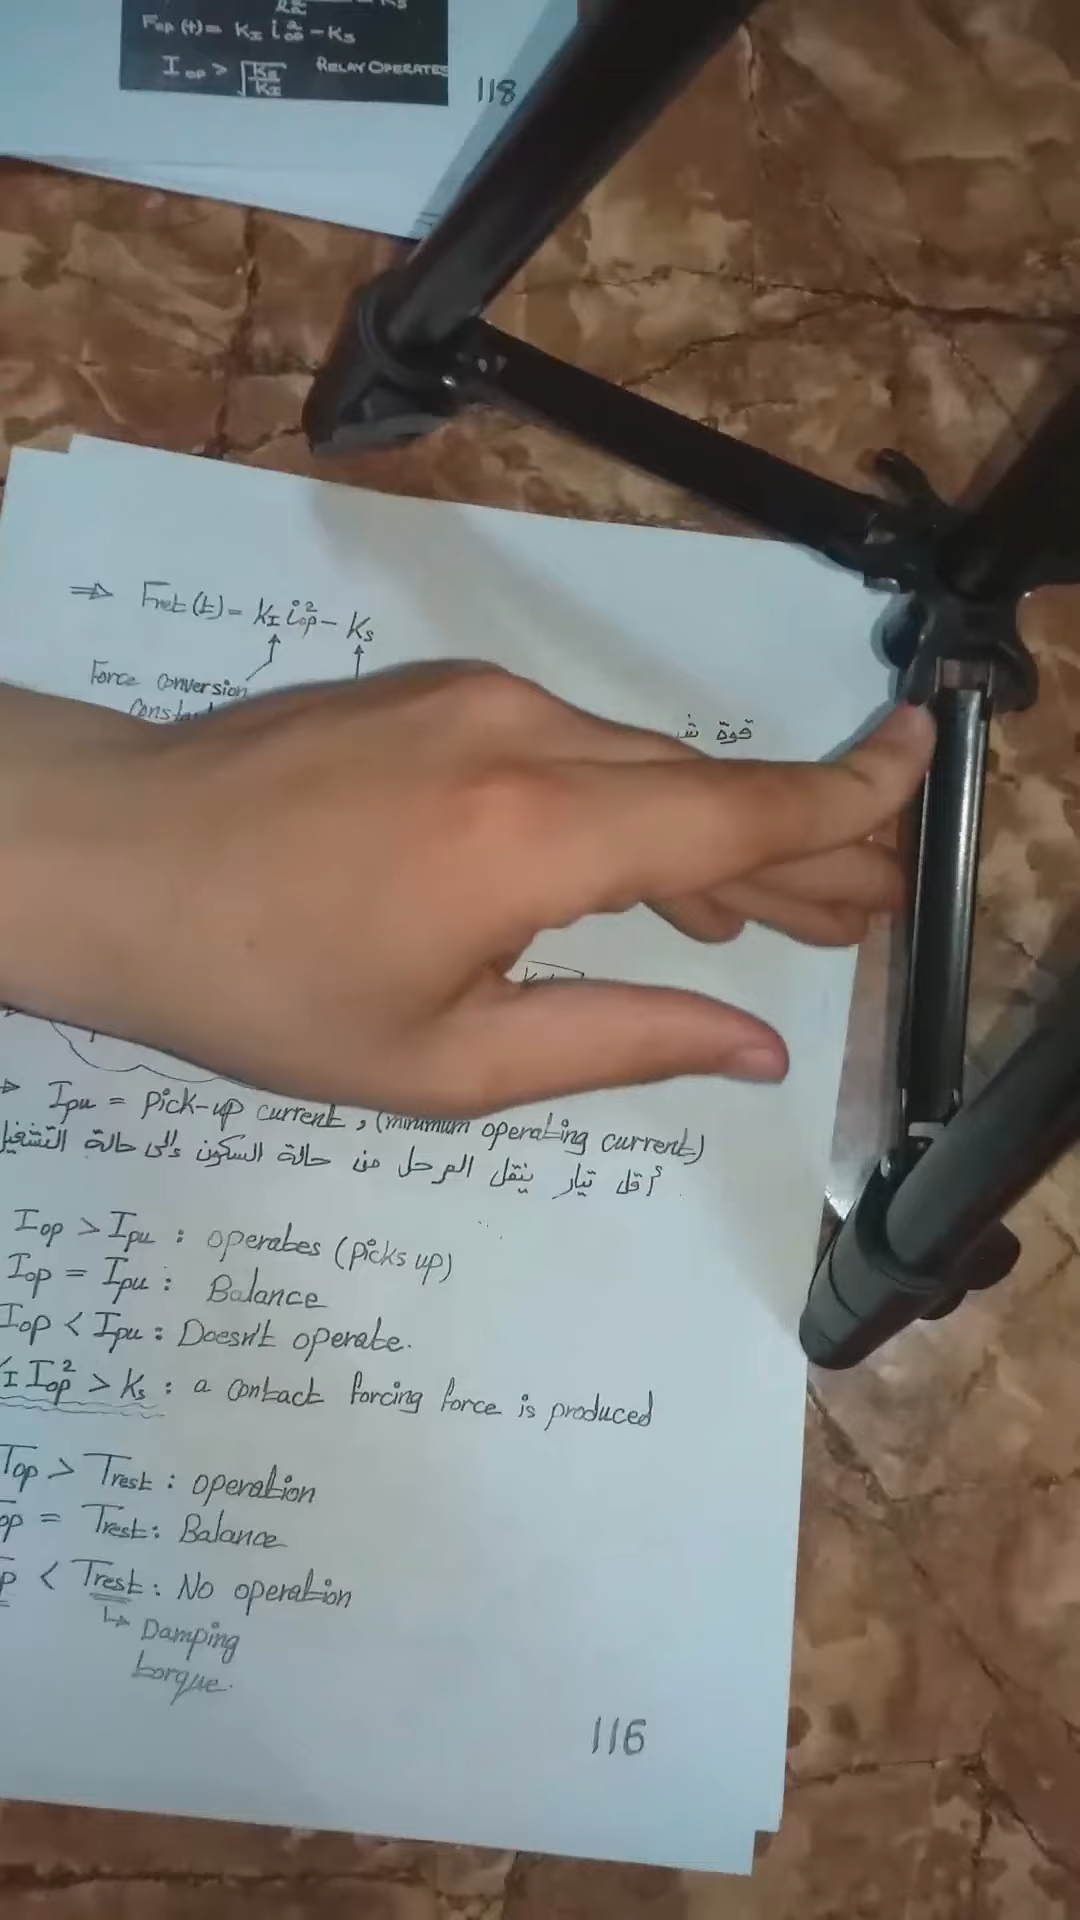 Fop (t) = KI i²op - Ks
Iop > √Ks/KI RELAY OPERATES
118
⇒ Fnet (t) = KI i²op - Ks
Force conversion
قوة
Ipu = Pick-up current, (minimum operating current)
أقل تيار ينقل المرحل من حالة السكون إلى حالة التشغيل
Iop > Ipu : operates (picks up)
Iop = Ipu : Balance
Iop < Ipu : Doesn't operate.
I²op > Ks : a contact forcing force is produced
Top > Trest : operation
op = Trest : Balance
< Trest : No operation
↳ Damping
torque.
116